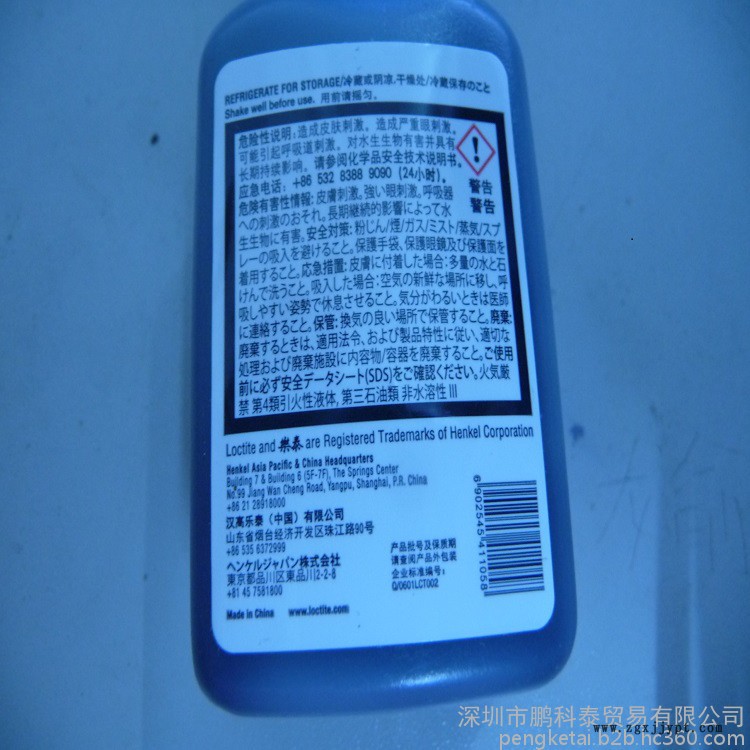 REFRIGERATE FOR STORAGE/冷藏或阴凉.干燥处/冷藏保存のこと
Shake well before use. 用前请摇匀。
危险性说明: 造成皮肤刺激。造成严重眼刺激。
可能引起呼吸道刺激。对水生生物有害并具有
长期持续影响。请参阅化学品安全技术说明书。
应急电话: +86 532 8388 9090 (24小时).
警告
警告
危険有害性情報: 皮膚刺激。強い眼刺激。呼吸器
への刺激のおそれ。長期継続的影響によって水
生生物に有害。安全対策: 粉じん/煙/ガス/ミスト/蒸気/スプ
レーの吸入を避けること。保護手袋、保護眼鏡及び保護面を
着用すること。応急措置: 皮膚に付着した場合: 多量の水と石
けんで洗うこと。吸入した場合: 空気の新鮮な場所に移し、呼
吸しやすい姿勢で休息させること。気分がわるいときは医師
に連絡すること。保管: 換気の良い場所で保管すること。廃棄:
廃棄するときは、適用法令、および製品特性に従い、適切な
処理および廃棄施設に内容物/容器を廃棄すること。ご使用
前に必ず安全データシート(SDS)をご確認ください。火気厳
禁 第4類引火性液体, 第三石油類 非水溶性 III
Loctite and 樂泰 are Registered Trademarks of Henkel Corporation
Henkel Asia Pacific & China Headquarters
Building 7 & Building 6 (5F-7F), The Springs Center
No.99 Jiang Wan Cheng Road, Yangpu, Shanghai, P.R. China
+86 21 28918000
汉高乐泰（中国）有限公司
山东省烟台经济开发区珠江路90号
+86 535 6372999
ヘンケルジャパン株式会社
東京都品川区東品川2-2-8
+81 45 7581800
Made in China www.loctite.com
产品批号及保质期
请查阅产品外包装
企业标准编号:
Q/0601LCT002
6 902545 411058
深圳市鹏科泰贸易有限公司
pengketai.b2b.hc360.com
www.zgxjjypt.com